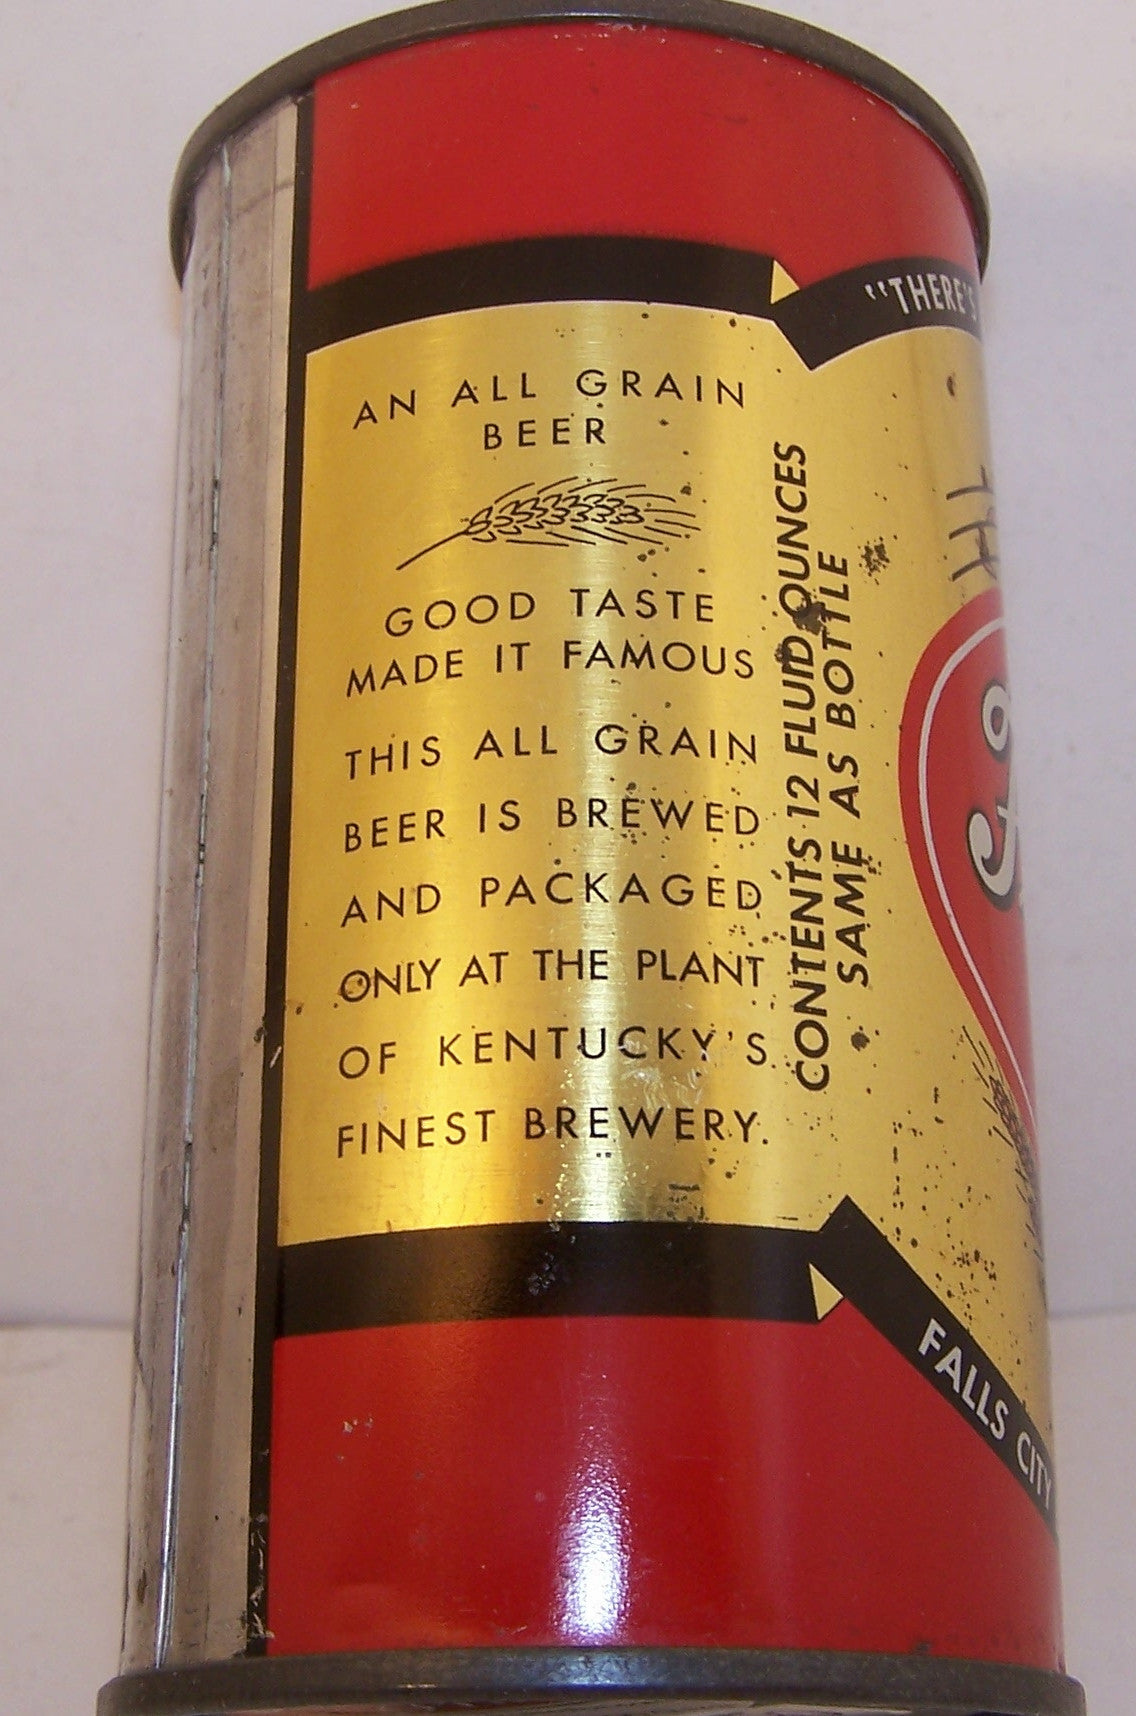 AN ALL GRAIN
BEER
GOOD TASTE
MADE IT FAMOUS
THIS ALL GRAIN
BEER IS BREWED
AND PACKAGED
ONLY AT THE PLANT
OF KENTUCKY'S
FINEST BREWERY.
CONTENTS 12 FLUID OUNCES
SAME AS BOTTLE
"THERE'S
FALLS CITY